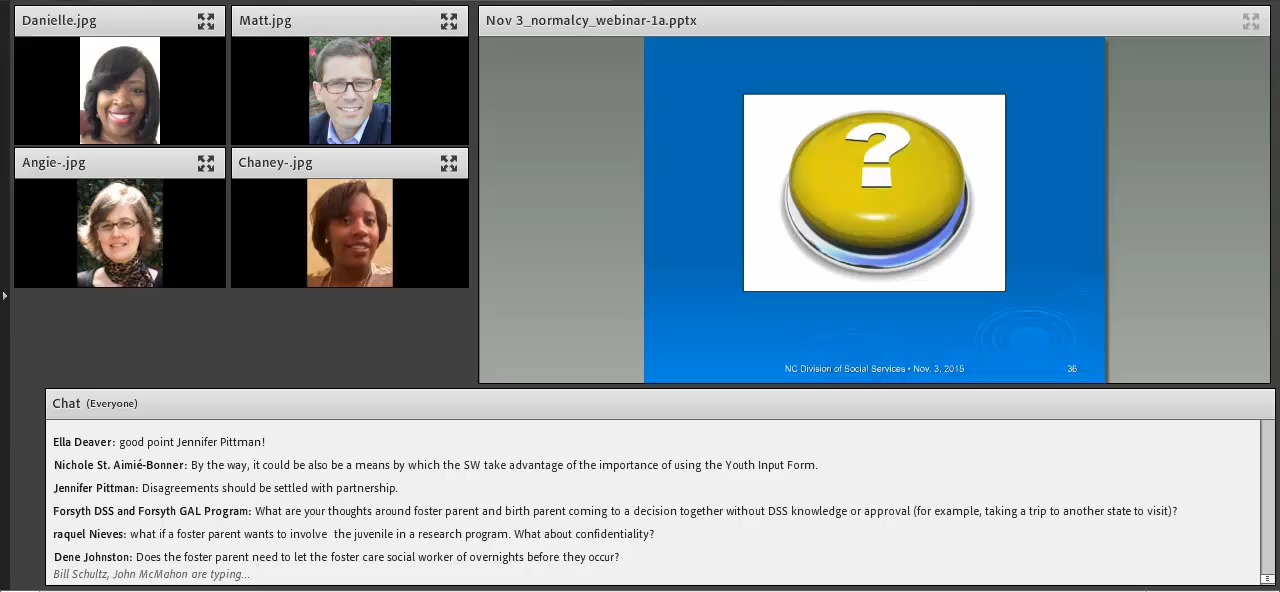 Danielle.jpg
Matt.jpg
Nov 3_normalcy_webinar-1a.pptx
Angie-.jpg
Chaney-.jpg
?
NC Division of Social Services • Nov. 3, 2015
36
Chat (Everyone)
Ella Deaver: good point Jennifer Pittman!
Nichole St. Aimié-Bonner: By the way, it could be also be a means by which the SW take advantage of the importance of using the Youth Input Form.
Jennifer Pittman: Disagreements should be settled with partnership.
Forsyth DSS and Forsyth GAL Program: What are your thoughts around foster parent and birth parent coming to a decision together without DSS knowledge or approval (for example, taking a trip to another state to visit)?
raquel Nieves: what if a foster parent wants to involve  the juvenile in a research program. What about confidentiality?
Dene Johnston: Does the foster parent need to let the foster care social worker of overnights before they occur?
Bill Schultz, John McMahon are typing...